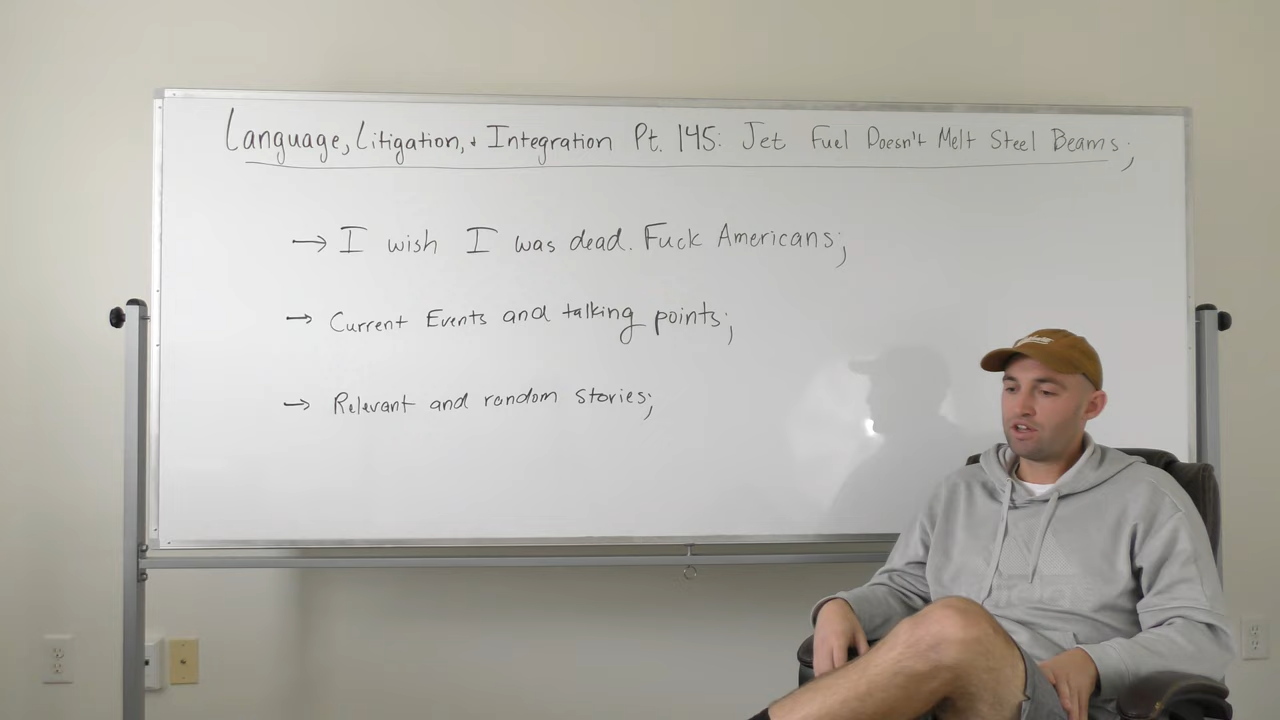 Language, Litigation, + Integration Pt. 145: Jet Fuel Doesn't Melt Steel Beams;
→ I wish I was dead. Fuck Americans;
→ Current Events and talking points;
→ Relevant and random stories;